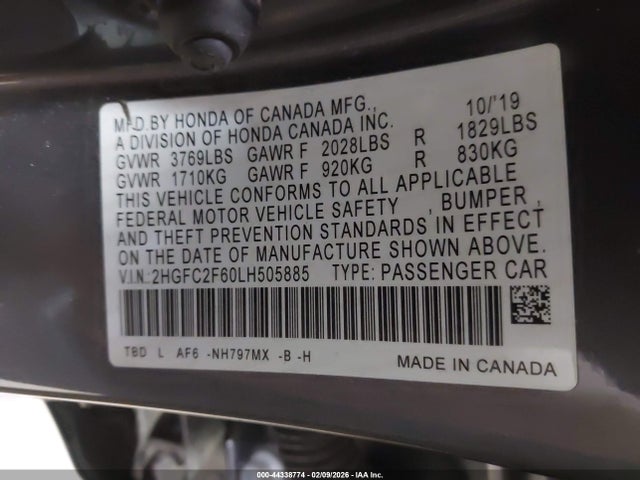 MFD. BY HONDA OF CANADA MFG., 10/'19
A DIVISION OF HONDA CANADA INC.
GVWR 3769LBS GAWR F 2028LBS R 1829LBS
GVWR 1710KG GAWR F 920KG R 830KG
THIS VEHICLE CONFORMS TO ALL APPLICABLE
FEDERAL MOTOR VEHICLE SAFETY , BUMPER ,
AND THEFT PREVENTION STANDARDS IN EFFECT
ON THE DATE OF MANUFACTURE SHOWN ABOVE.
V.I.N.: 2HGFC2F60LH505885 TYPE: PASSENGER CAR
TBD L AF6 -NH797MX -B -H MADE IN CANADA
000-44338774 - 02/09/2026 - IAA Inc.